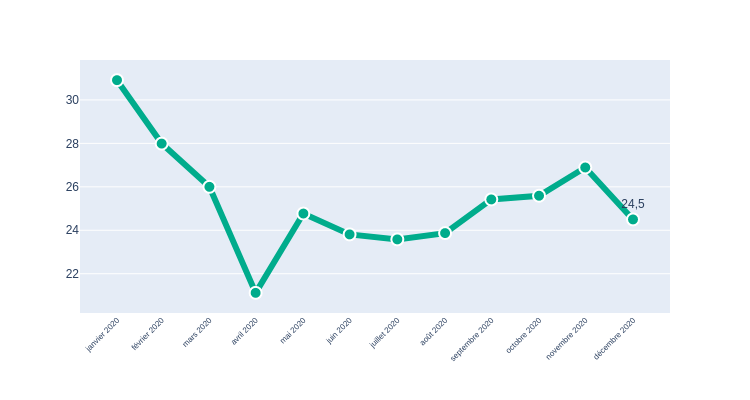 30
28
26
24
22
24,5
janvier 2020
février 2020
mars 2020
avril 2020
mai 2020
juin 2020
juillet 2020
août 2020
septembre 2020
octobre 2020
novembre 2020
décembre 2020